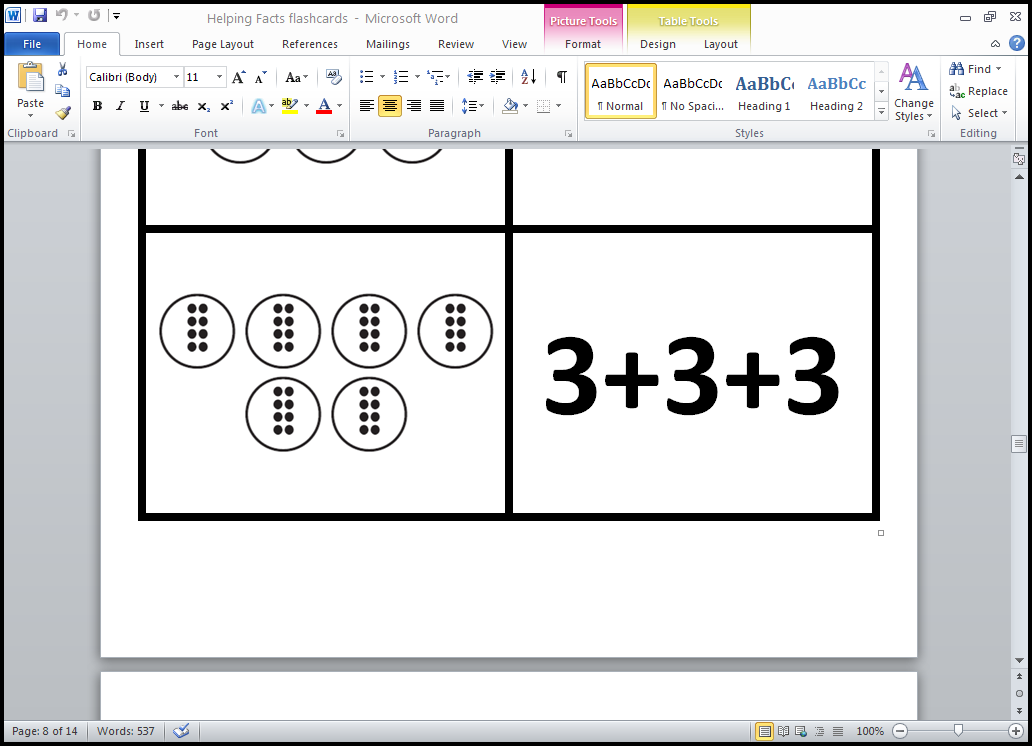 Helping Facts flashcards - Microsoft Word
Picture Tools
Table Tools
File
Home
Insert
Page Layout
References
Mailings
Review
View
Format
Design
Layout
Paste
Clipboard
Calibri (Body)
11
Font
Paragraph
AaBbCcDc
¶ Normal
AaBbCcDc
¶ No Spaci...
AaBbC
Heading 1
AaBbCc
Heading 2
Change
Styles
Styles
Find
Replace
Select
Editing
3+3+3
Page: 8 of 14
Words: 537
100%